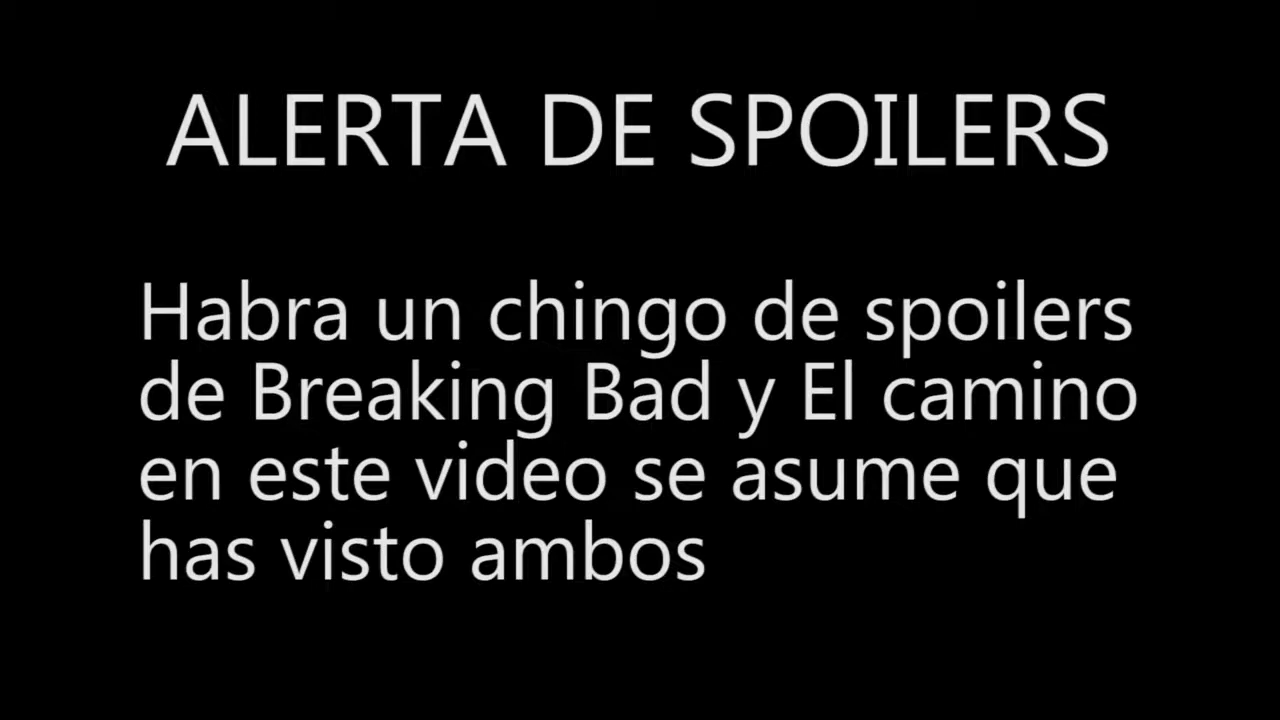 ALERTA DE SPOILERS
Habra un chingo de spoilers
de Breaking Bad y El camino
en este video se asume que
has visto ambos